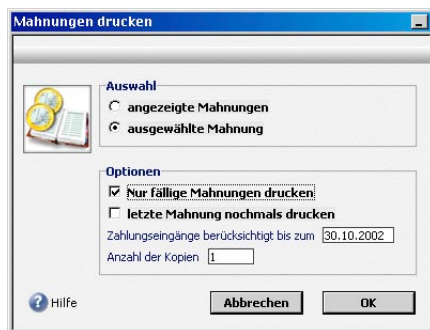 Mahnungen drucken
Auswahl
angezeigte Mahnungen
ausgewählte Mahnung
Optionen
Nur fällige Mahnungen drucken
letzte Mahnung nochmals drucken
Zahlungseingänge berücksichtigt bis zum 30.10.2002
Anzahl der Kopien 1
Hilfe Abbrechen OK